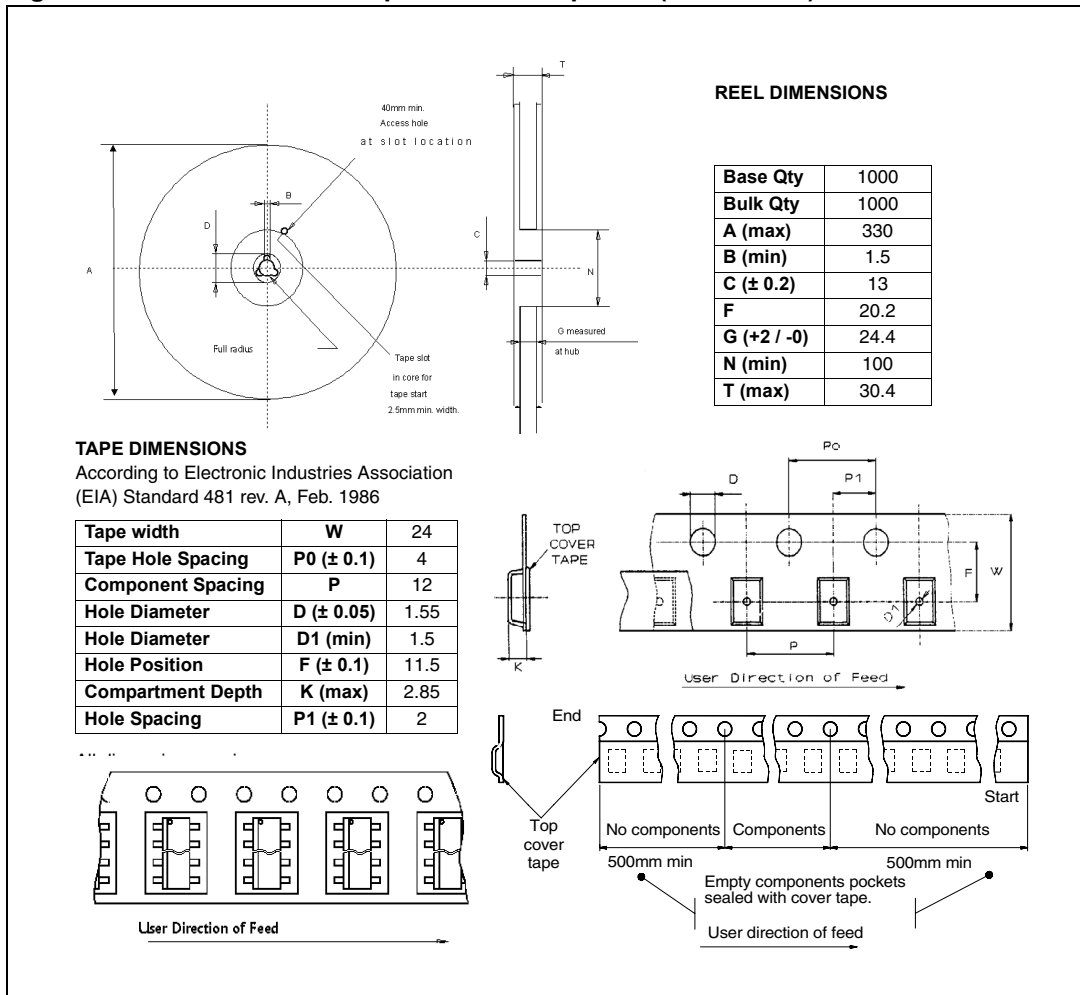 T
40mm min.
Access hole
at slot location
B
D
C
A
N
G measured
at hub
Full radius
Tape slot
in core for
tape start
2.5mm min. width.
REEL DIMENSIONS
Base Qty 1000
Bulk Qty 1000
A (max) 330
B (min) 1.5
C (± 0.2) 13
F 20.2
G (+2 / -0) 24.4
N (min) 100
T (max) 30.4
TAPE DIMENSIONS
According to Electronic Industries Association
(EIA) Standard 481 rev. A, Feb. 1986
Tape width W 24
Tape Hole Spacing P0 (± 0.1) 4
Component Spacing P 12
Hole Diameter D (± 0.05) 1.55
Hole Diameter D1 (min) 1.5
Hole Position F (± 0.1) 11.5
Compartment Depth K (max) 2.85
Hole Spacing P1 (± 0.1) 2
TOP
COVER
TAPE
K
Po
D
P1
F
W
D1
P
User Direction of Feed
End
Start
Top
cover
tape
No components
Components
No components
500mm min
500mm min
Empty components pockets
sealed with cover tape.
User direction of feed
User Direction of Feed